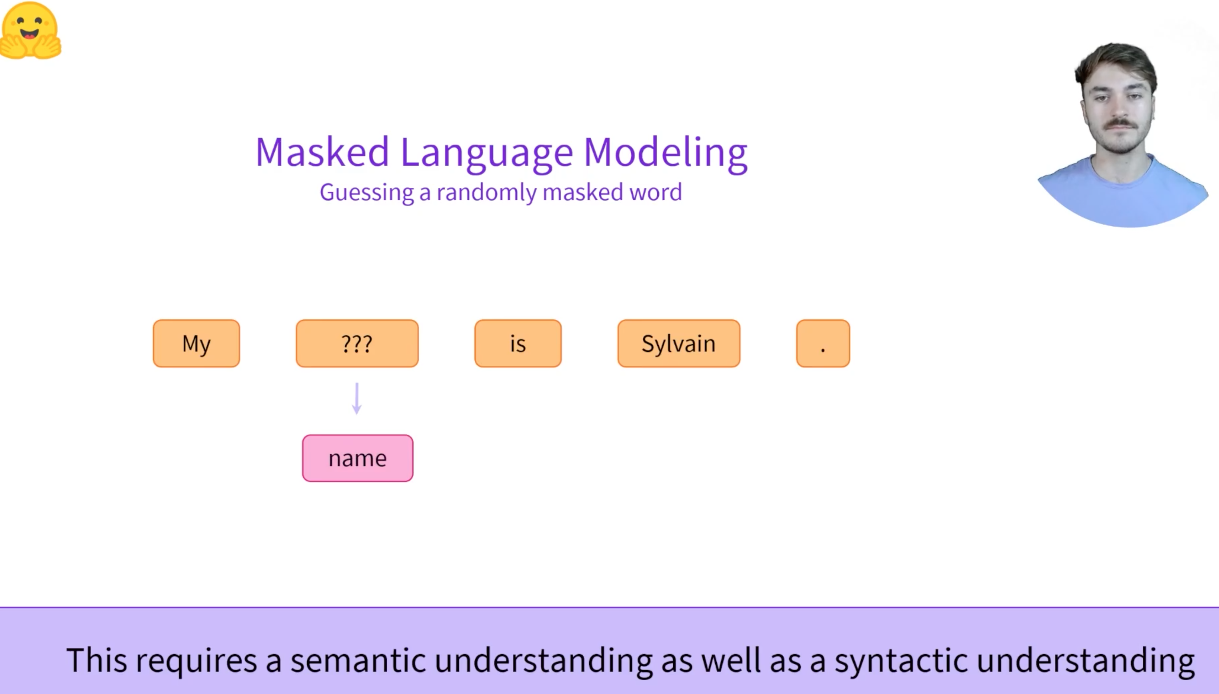 Masked Language Modeling
Guessing a randomly masked word
My ??? is Sylvain .
name
This requires a semantic understanding as well as a syntactic understanding